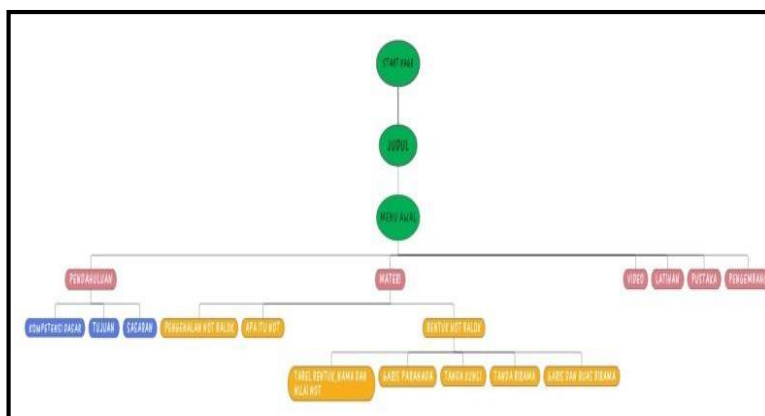 START PAGE
JUDUL
MENU AWAL
PENDAHULUAN
MATERI
VIDEO
LATIHAN
PUSTAKA
PENGEMBANG
KOMPETENSI DASAR
TUJUAN
SASARAN
PENGENALAN NOT BALOK
APA ITU NOT
BENTUK NOT BALOK
TABEL BENTUK, NAMA DAN
NILAI NOT
GARIS PARANADA
TANDA KUNCI
TANDA BIRAMA
GARIS DAN RUAS BIRAMA